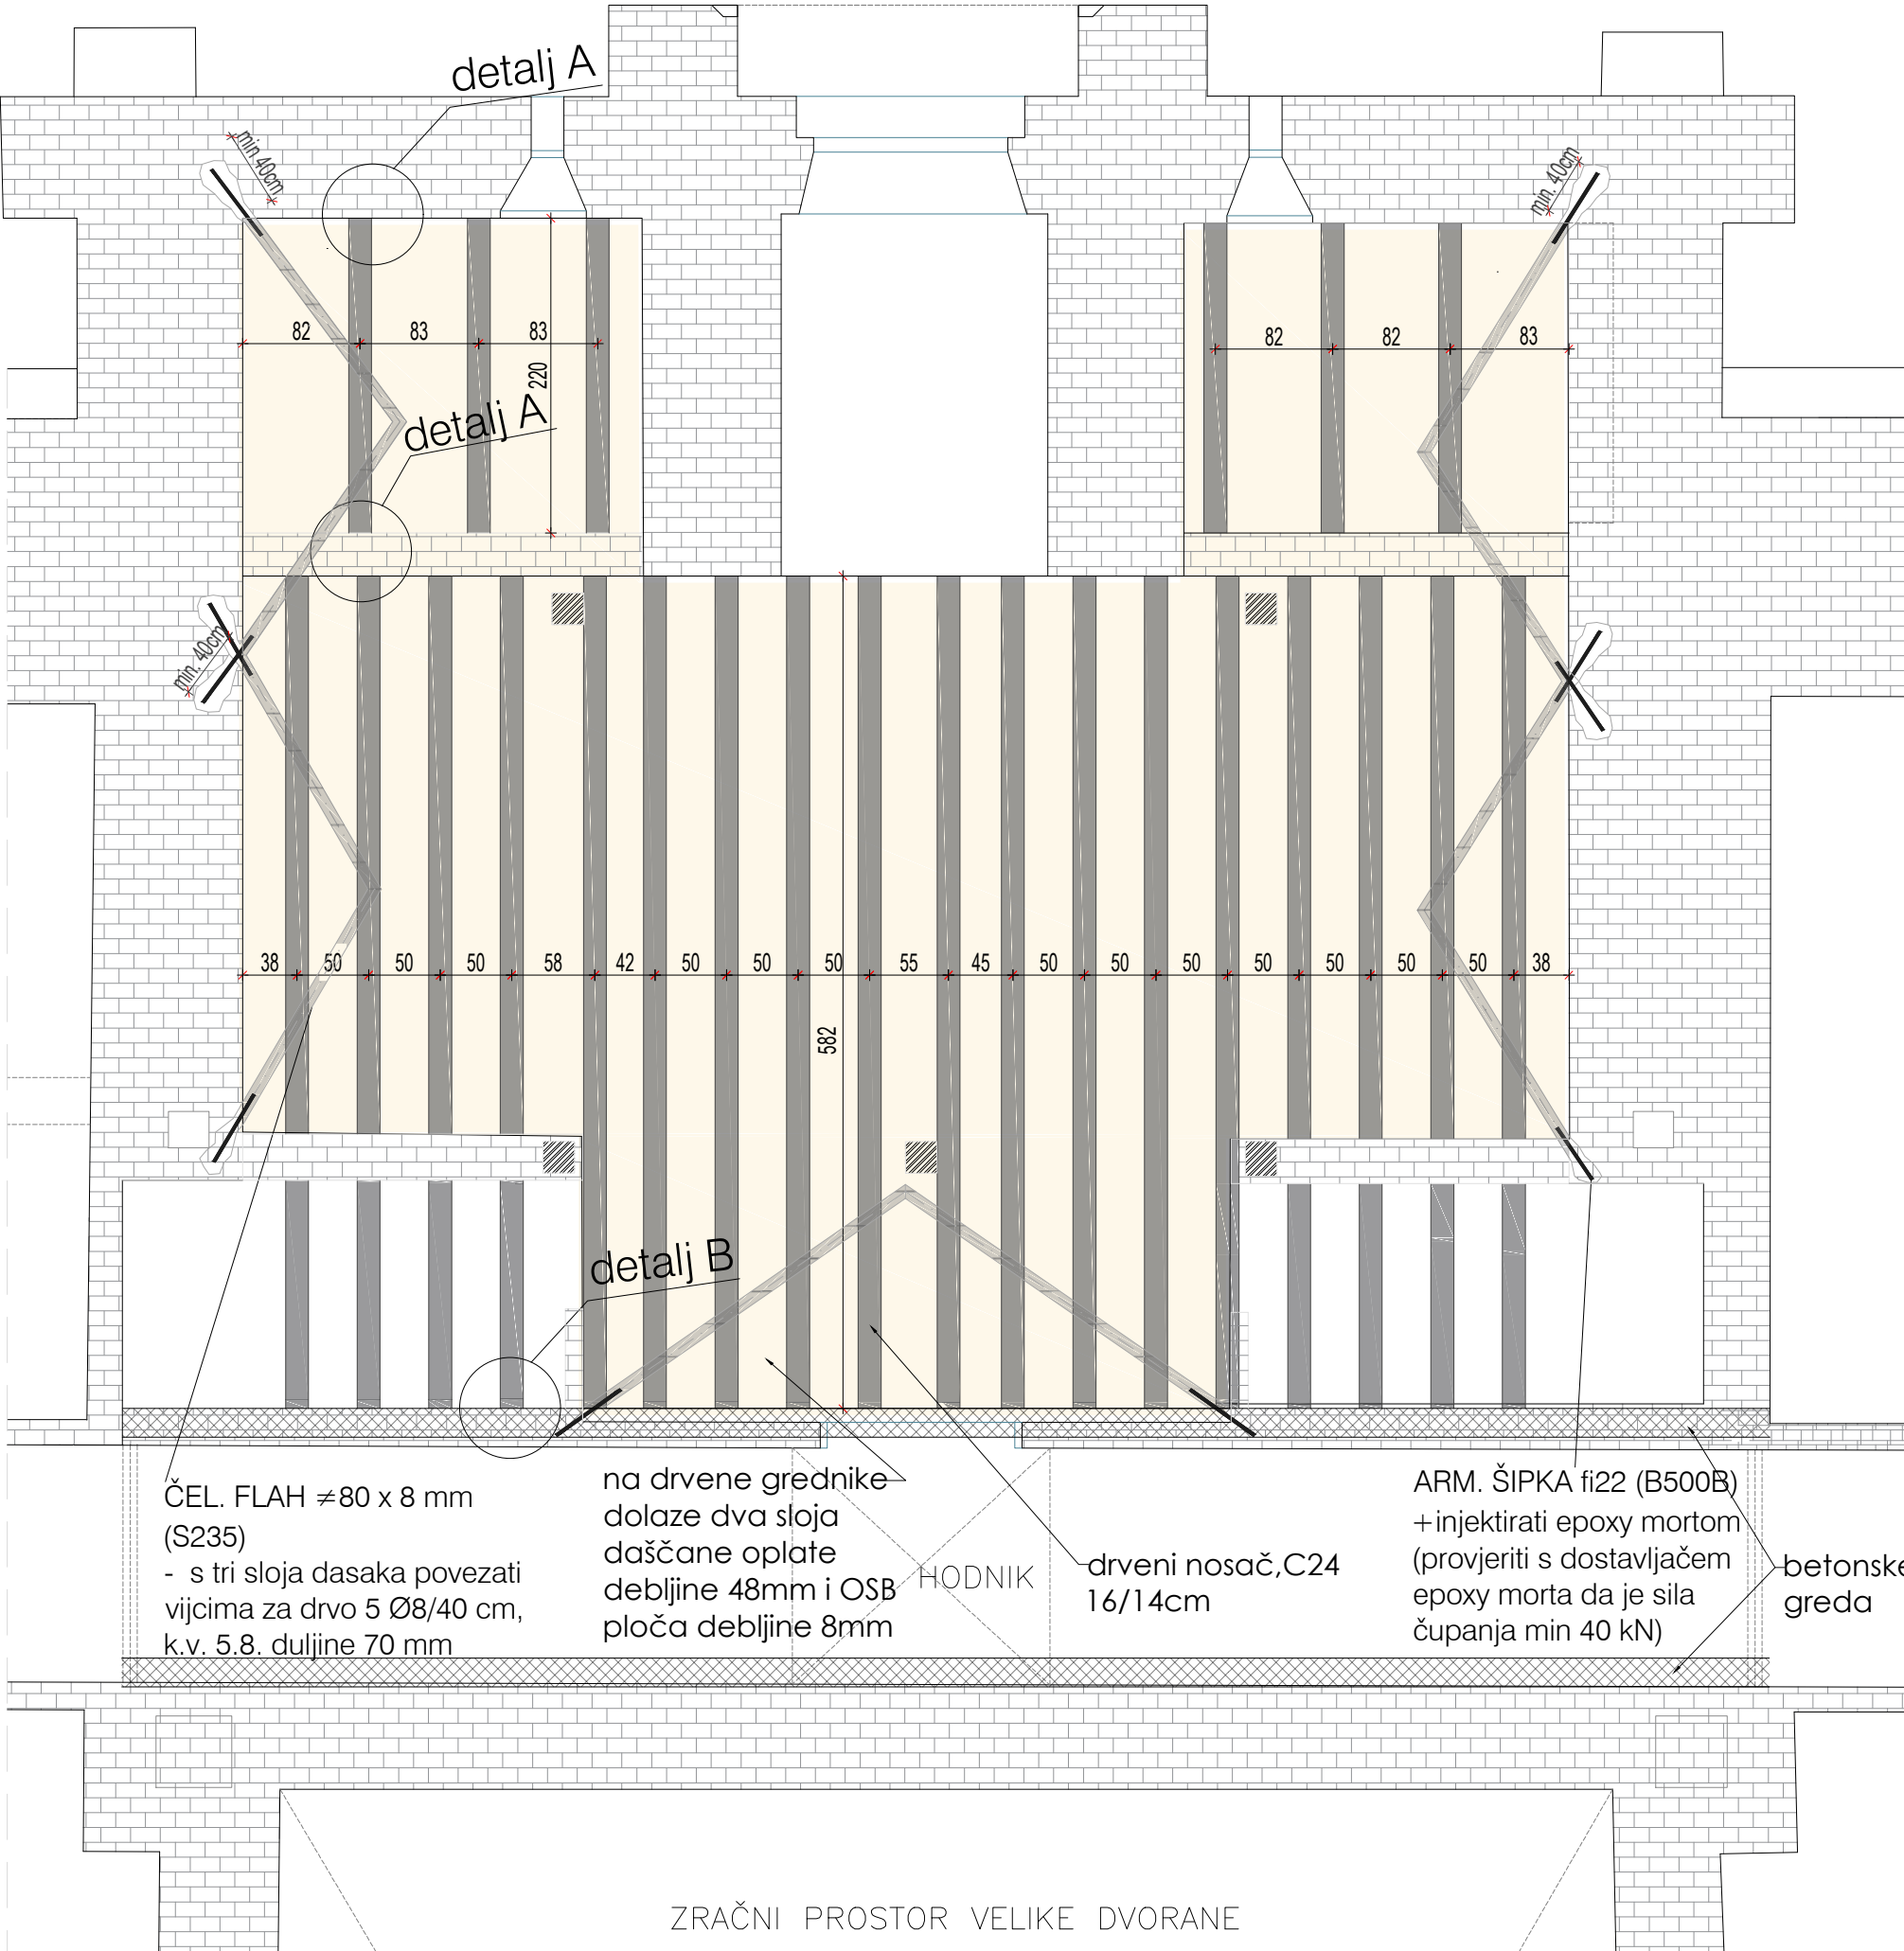 detalj A
min 40cm
min. 40cm
82
83
83
82
82
83
220
detalj A
min. 40cm
38
50
50
50
58
42
50
50
50
55
45
50
50
50
50
50
50
50
38
582
detalj B
ČEL. FLAH ≠80 x 8 mm
(S235)
- s tri sloja dasaka povezati
vijcima za drvo 5 Ø8/40 cm,
k.v. 5.8. duljine 70 mm
na drvene grednike
dolaze dva sloja
daščane oplate
debljine 48mm i OSB
ploča debljine 8mm
HODNIK
drveni nosač,C24
16/14cm
ARM. ŠIPKA fi22 (B500B)
+injektirati epoxy mortom
(provjeriti s dostavljačem
epoxy morta da je sila
čupanja min 40 kN)
betonske
greda
ZRAČNI PROSTOR VELIKE DVORANE